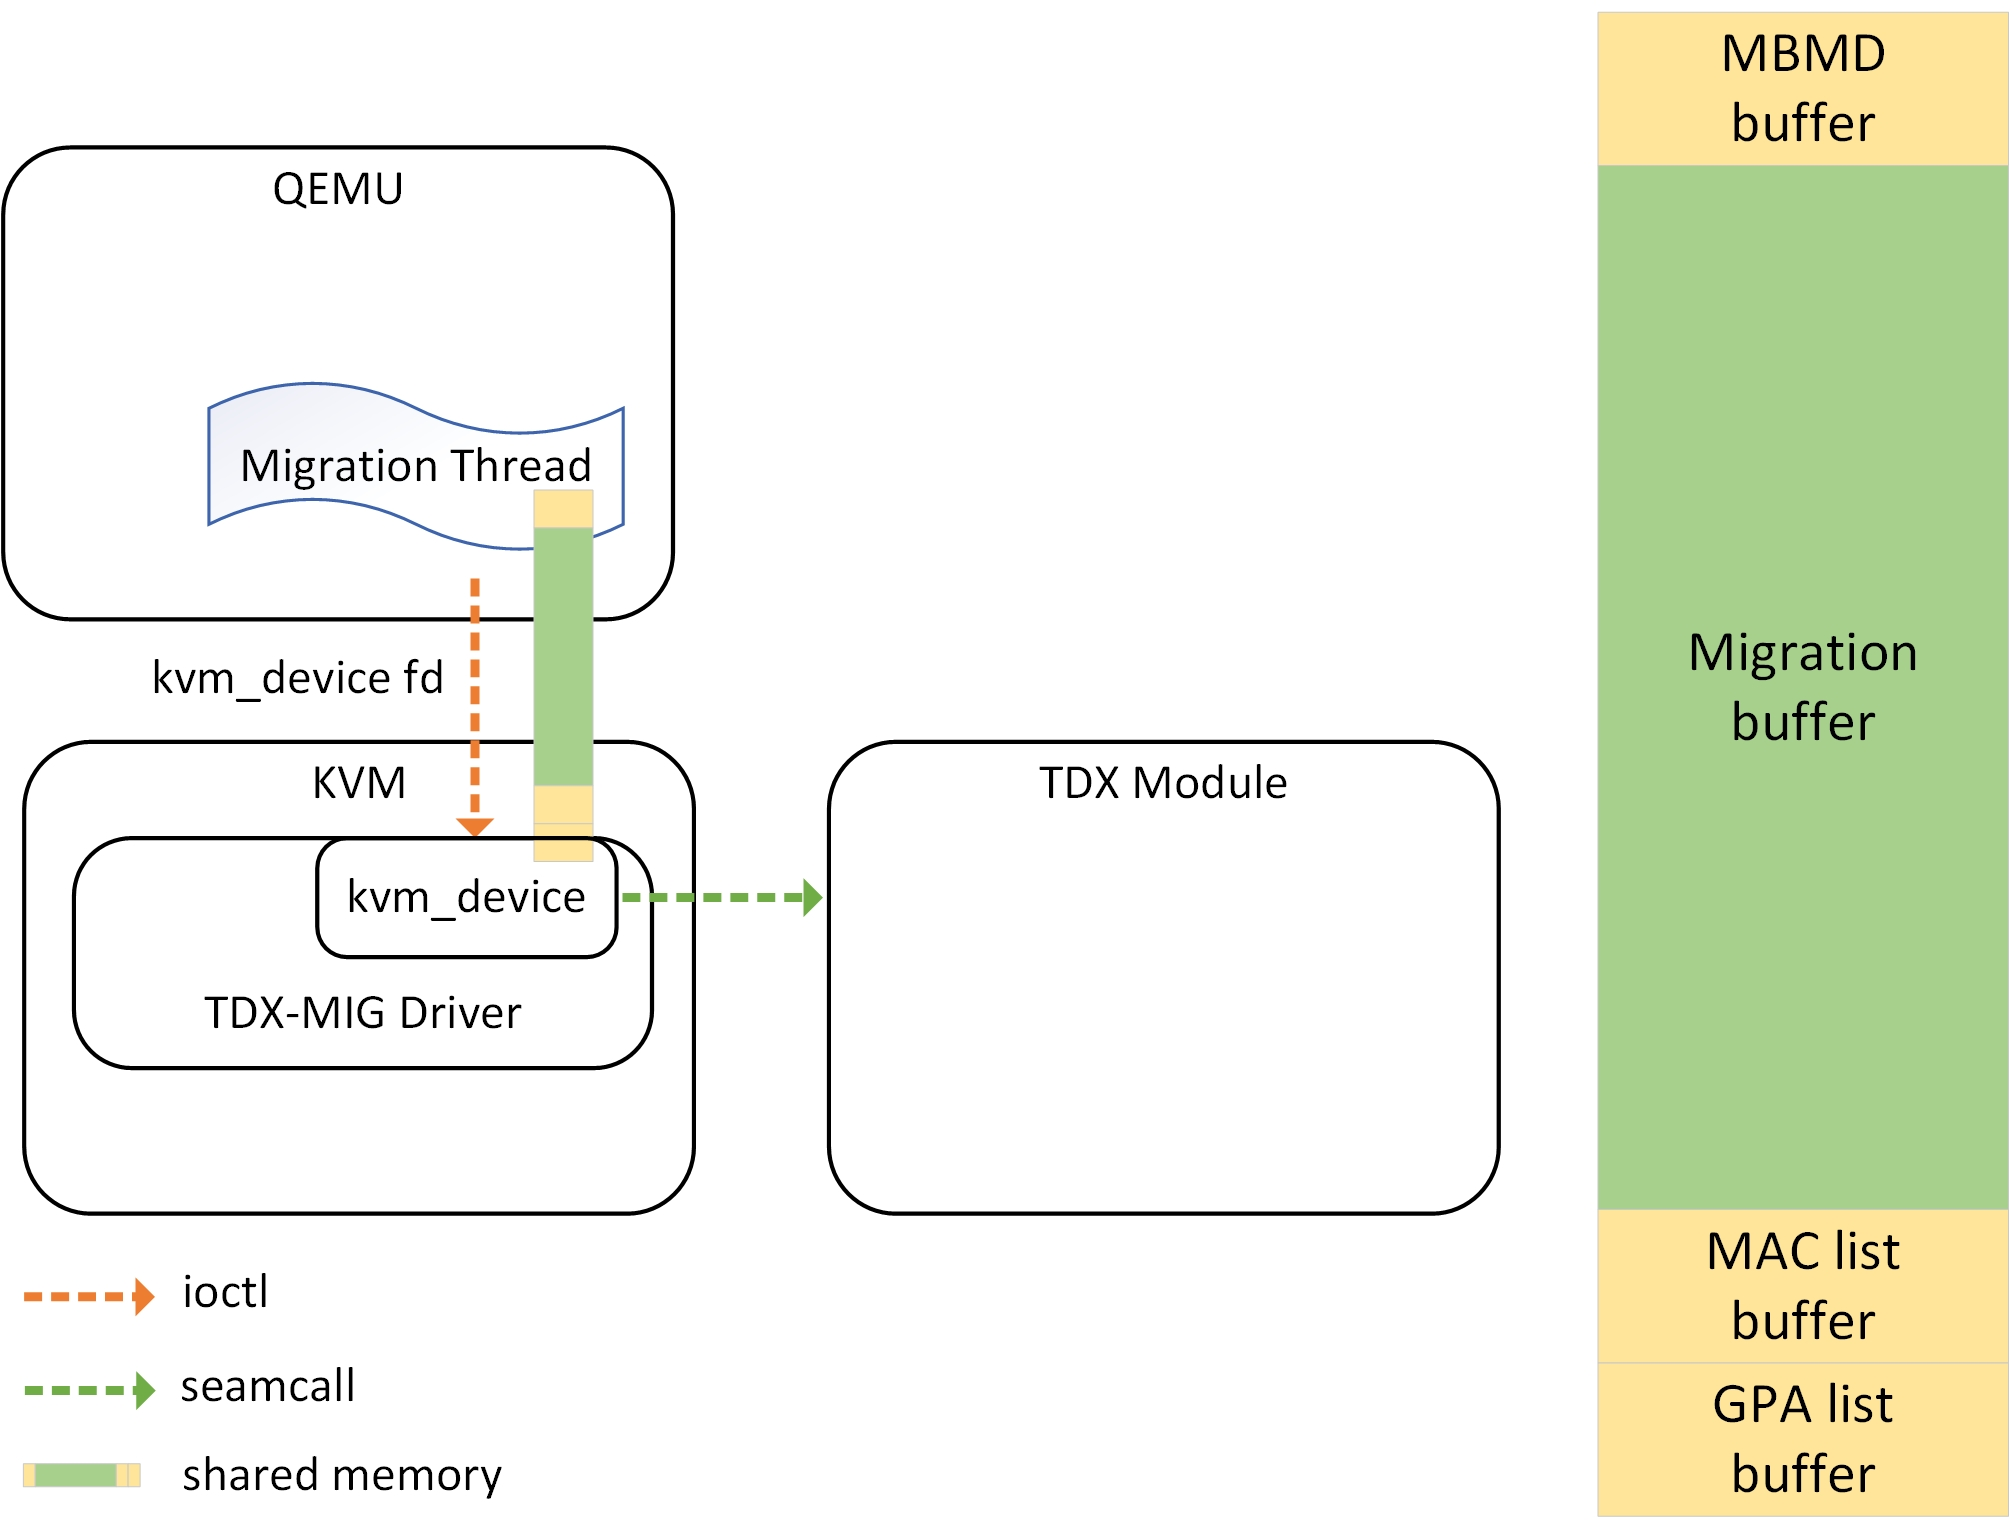 QEMU
Migration Thread
kvm_device fd
KVM
kvm_device
TDX-MIG Driver
TDX Module
ioctl
seamcall
shared memory
MBMD
buffer
Migration
buffer
MAC list
buffer
GPA list
buffer